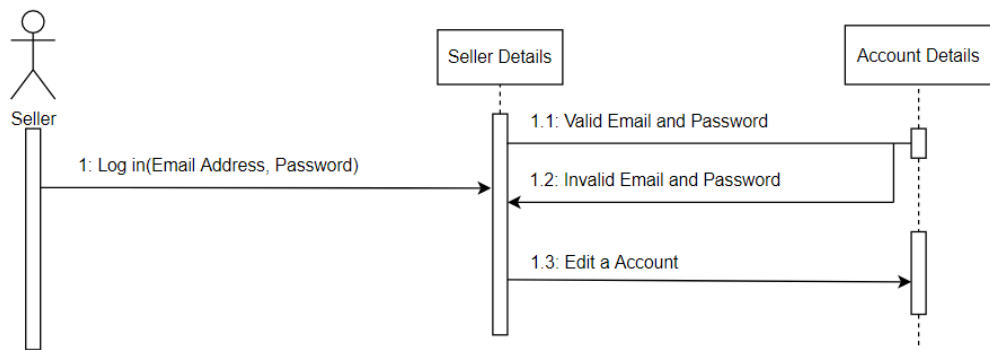 Seller Details
Account Details
Seller
1.1: Valid Email and Password
1: Log in(Email Address, Password)
1.2: Invalid Email and Password
1.3: Edit a Account